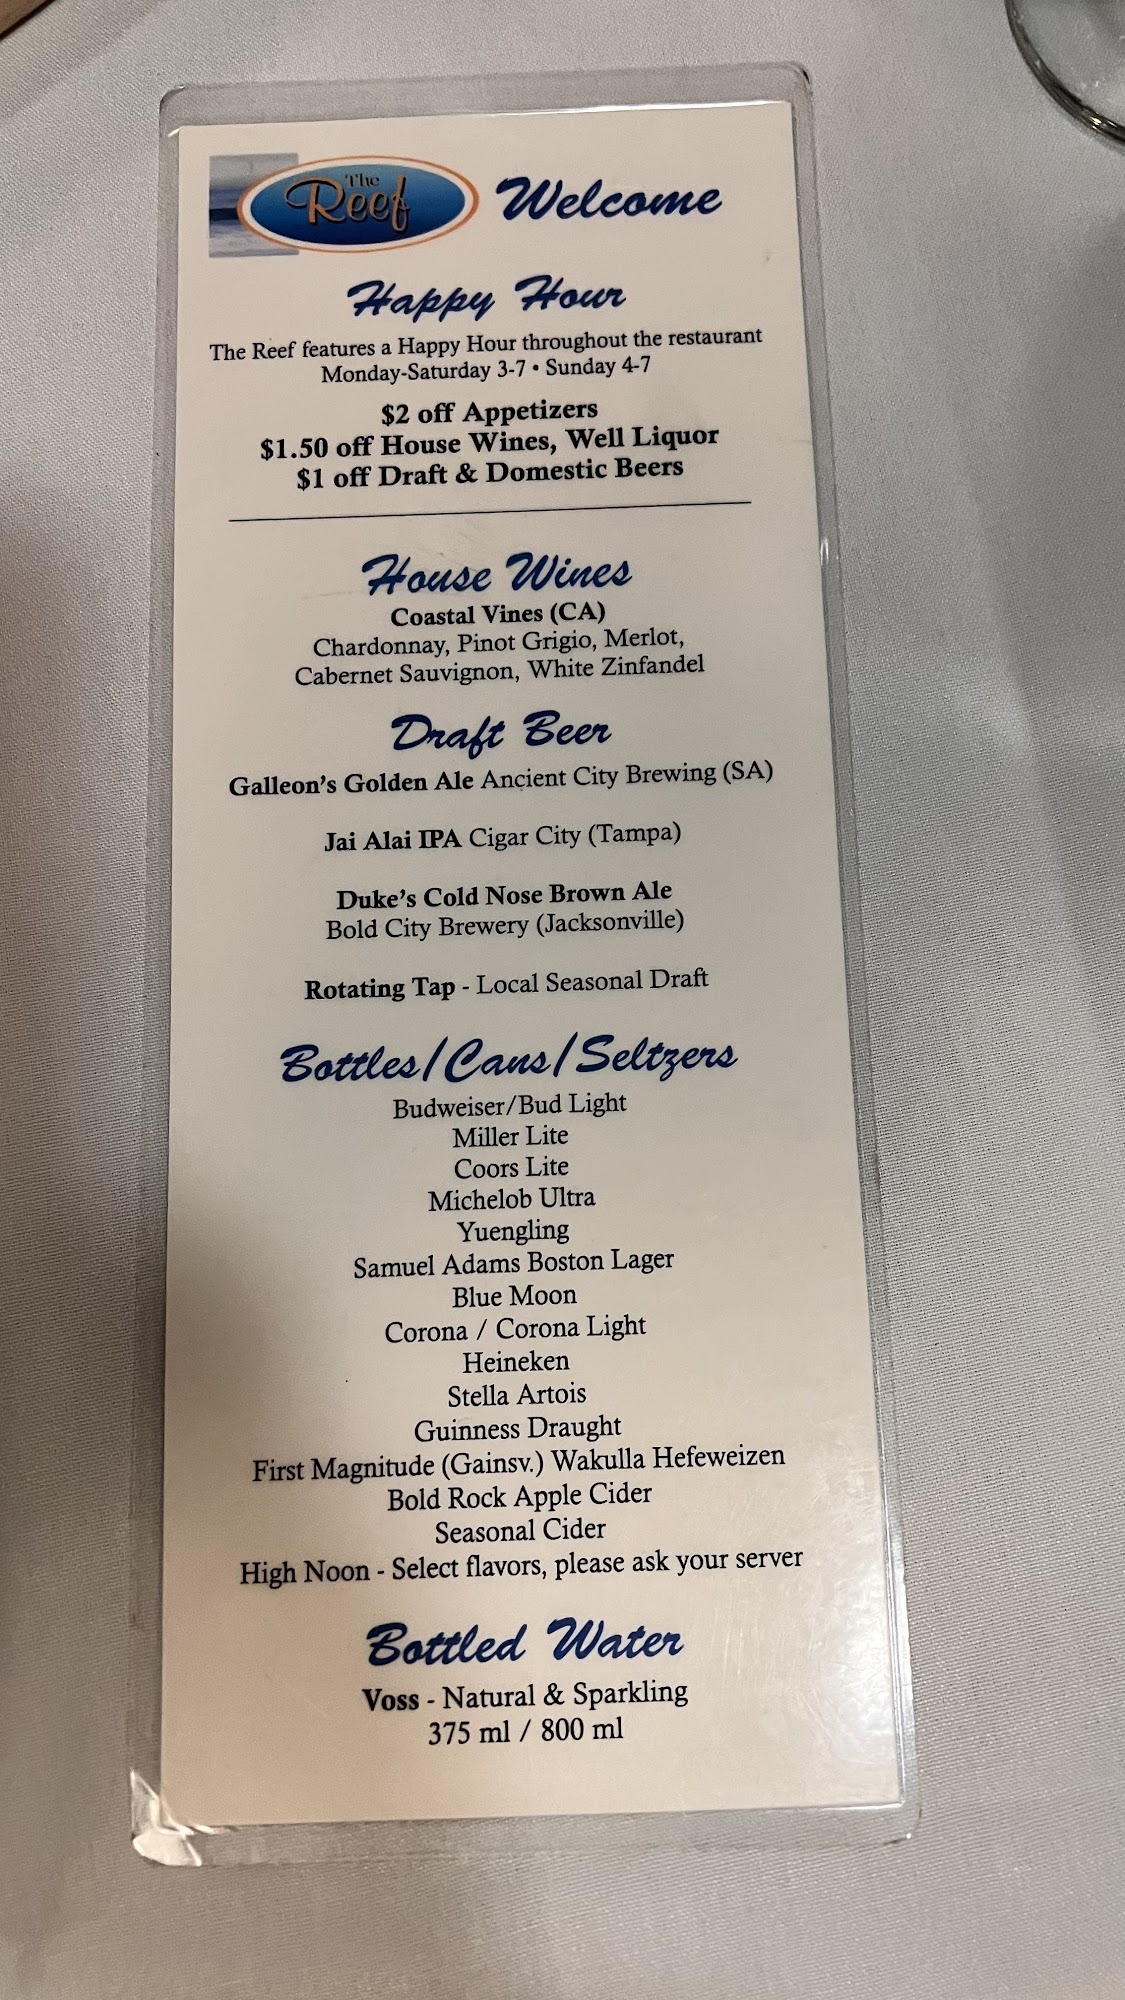 The Reef
Welcome
Happy Hour
The Reef features a Happy Hour throughout the restaurant
Monday-Saturday 3-7 • Sunday 4-7
$2 off Appetizers
$1.50 off House Wines, Well Liquor
$1 off Draft & Domestic Beers
House Wines
Coastal Vines (CA)
Chardonnay, Pinot Grigio, Merlot,
Cabernet Sauvignon, White Zinfandel
Draft Beer
Galleon's Golden Ale Ancient City Brewing (SA)
Jai Alai IPA Cigar City (Tampa)
Duke's Cold Nose Brown Ale
Bold City Brewery (Jacksonville)
Rotating Tap - Local Seasonal Draft
Bottles/Cans/Seltzers
Budweiser/Bud Light
Miller Lite
Coors Lite
Michelob Ultra
Yuengling
Samuel Adams Boston Lager
Blue Moon
Corona / Corona Light
Heineken
Stella Artois
Guinness Draught
First Magnitude (Gainsv.) Wakulla Hefeweizen
Bold Rock Apple Cider
Seasonal Cider
High Noon - Select flavors, please ask your server
Bottled Water
Voss - Natural & Sparkling
375 ml / 800 ml